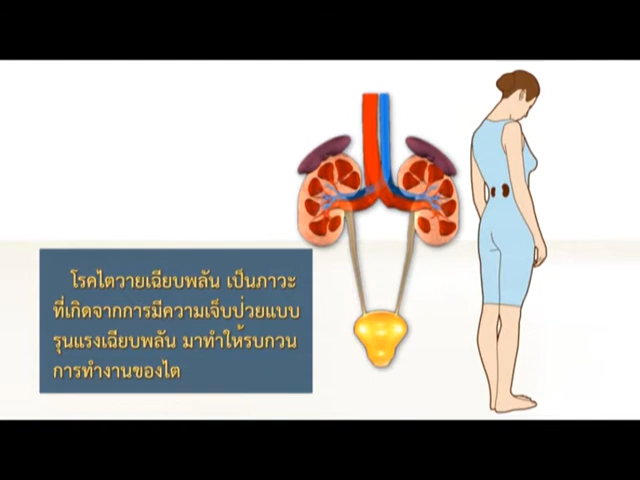 โรคไตวายเฉียบพลัน เป็นภาวะ
ที่เกิดจากการมีความเจ็บป่วยแบบ
รุนแรงเฉียบพลัน มาทำให้รบกวน
การทำงานของไต